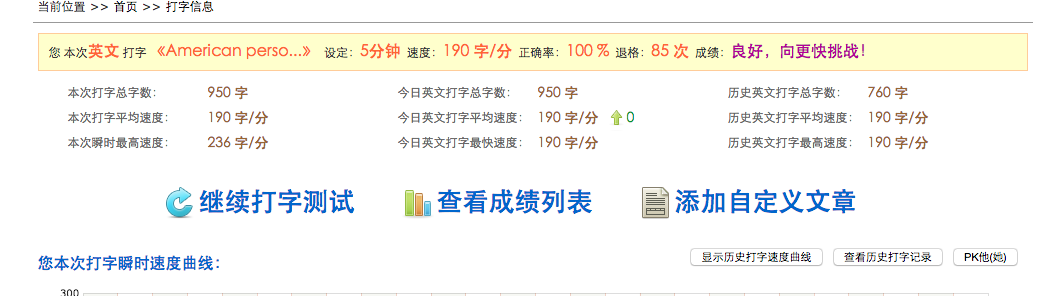 当前位置 >> 首页 >> 打字信息
您 本次英文 打字 《American perso...》 设定: 5分钟 速度: 190 字/分 正确率: 100 % 退格: 85 次 成绩: 良好，向更快挑战!
本次打字总字数: 950 字 今日英文打字总字数: 950 字 历史英文打字总字数: 760 字
本次打字平均速度: 190 字/分 今日英文打字平均速度: 190 字/分 0 历史英文打字平均速度: 190 字/分
本次瞬时最高速度: 236 字/分 今日英文打字最快速度: 190 字/分 历史英文打字最高速度: 190 字/分
继续打字测试 查看成绩列表 添加自定义文章
您本次打字瞬时速度曲线: 显示历史打字速度曲线 查看历史打字记录 PK他(她)
300